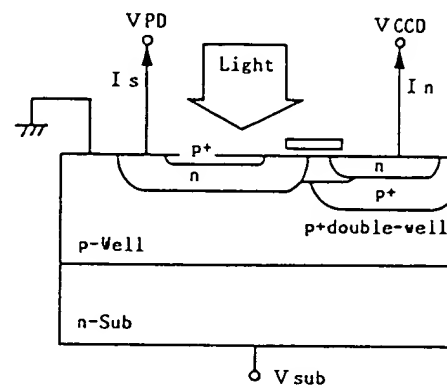 VPD
VCCD
Is
Light
In
p+
n
n
p+
p-Well
p+double-well
n-Sub
Vsub